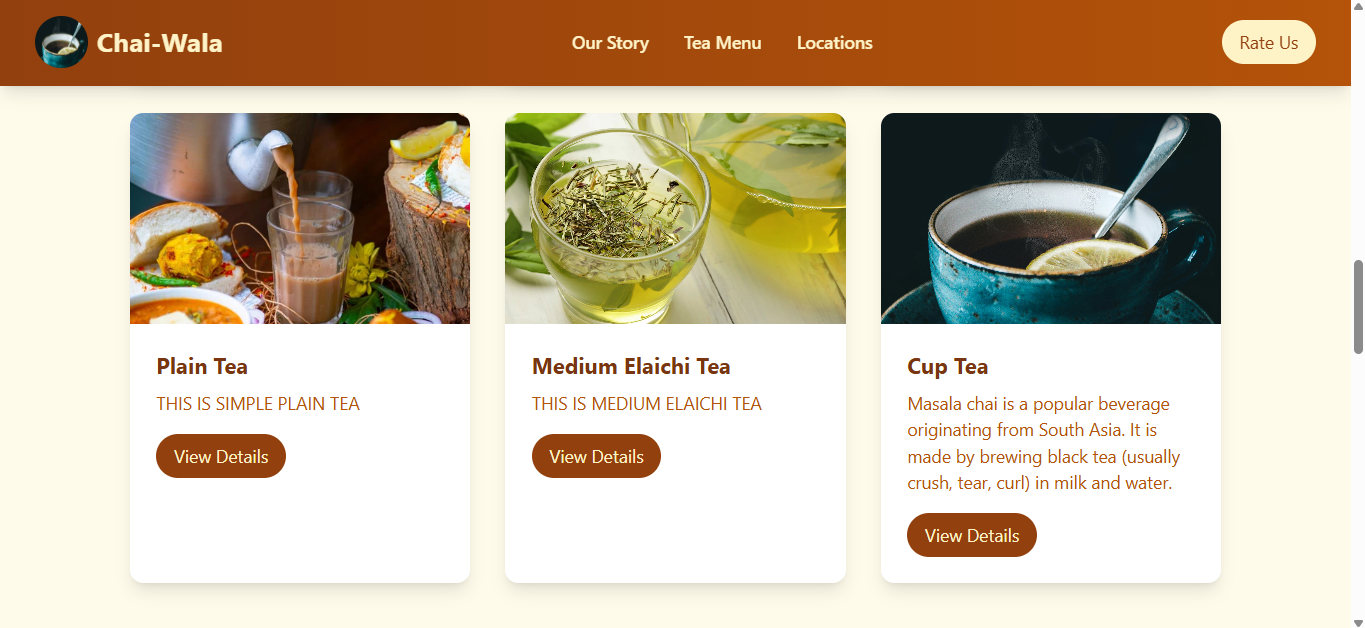 Chai-Wala
Our Story
Tea Menu
Locations
Rate Us
Plain Tea
THIS IS SIMPLE PLAIN TEA
View Details
Medium Elaichi Tea
THIS IS MEDIUM ELAICHI TEA
View Details
Cup Tea
Masala chai is a popular beverage
originating from South Asia. It is
made by brewing black tea (usually
crush, tear, curl) in milk and water.
View Details